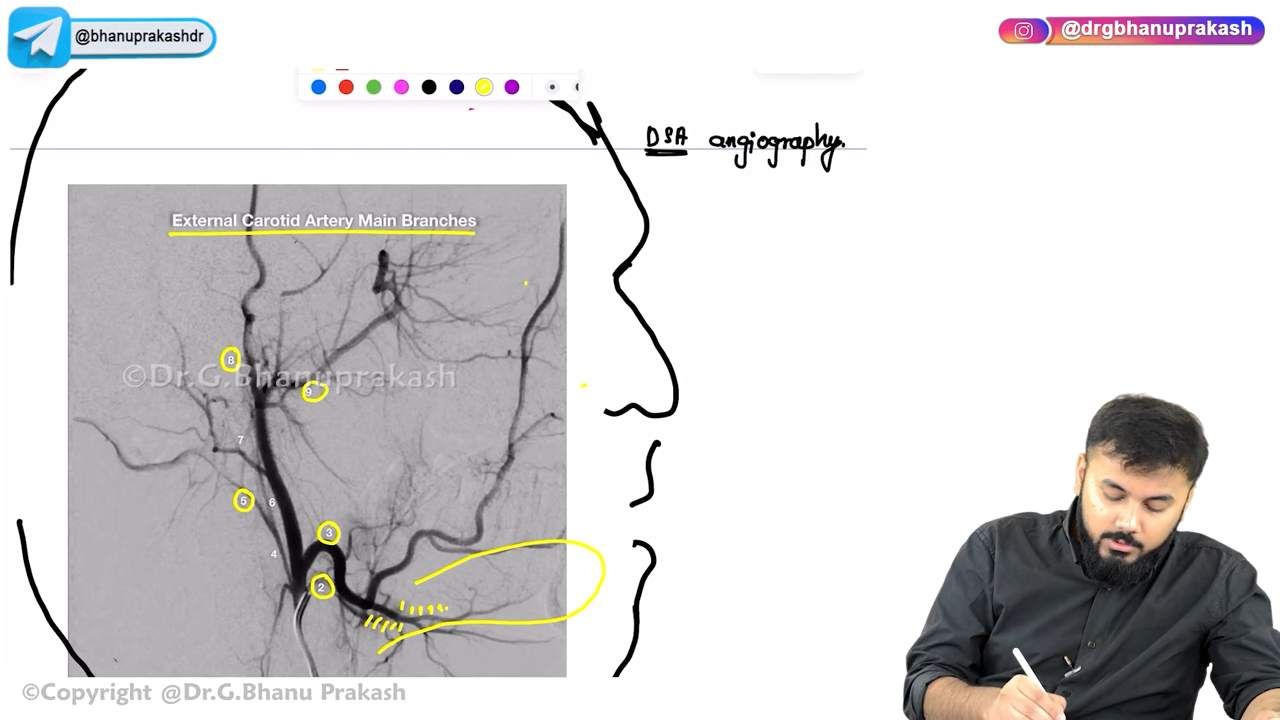 @bhanuprakashdr
@drgbhanuprakash
DSA angiography.
External Carotid Artery Main Branches
8
©Dr.G.Bhanuprakash
9
7
5
6
3
4
2
©Copyright @Dr.G.Bhanu Prakash